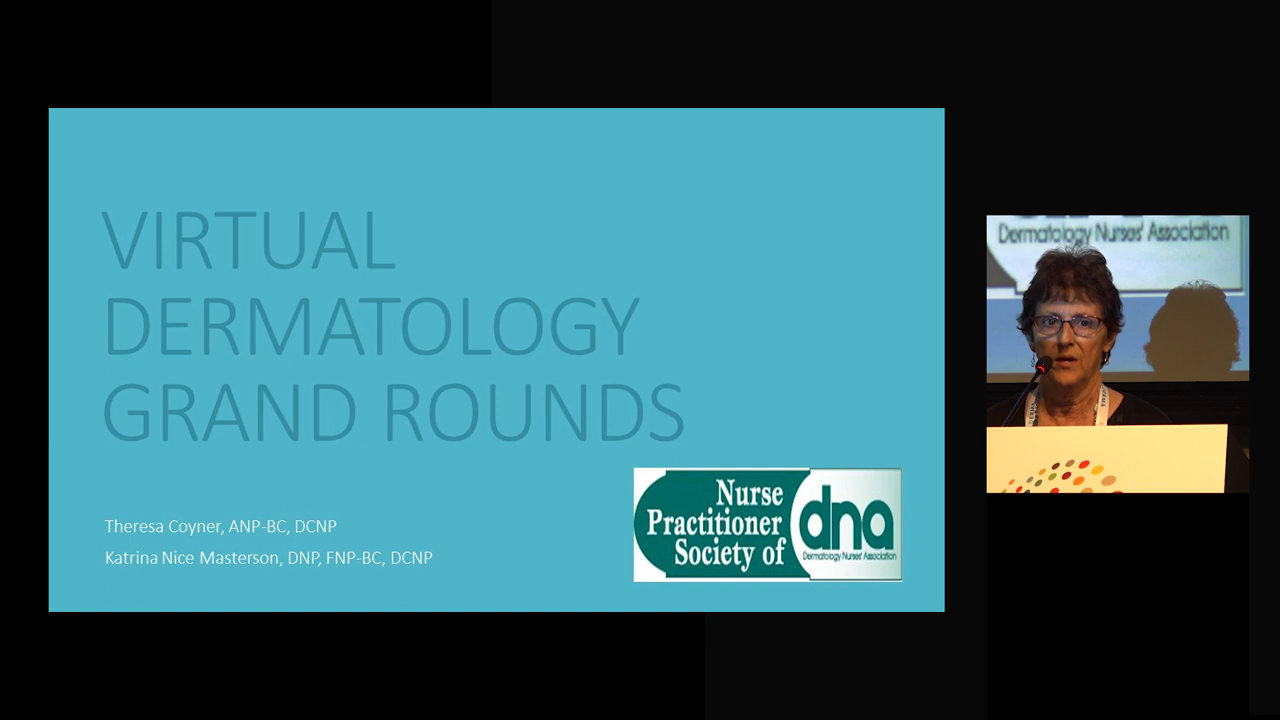 VIRTUAL
DERMATOLOGY
GRAND ROUNDS
Theresa Coyner, ANP-BC, DCNP
Katrina Nice Masterson, DNP, FNP-BC, DCNP
Nurse
Practitioner
Society of
dna
Dermatology Nurses' Association
Dermatology Nurses' Association